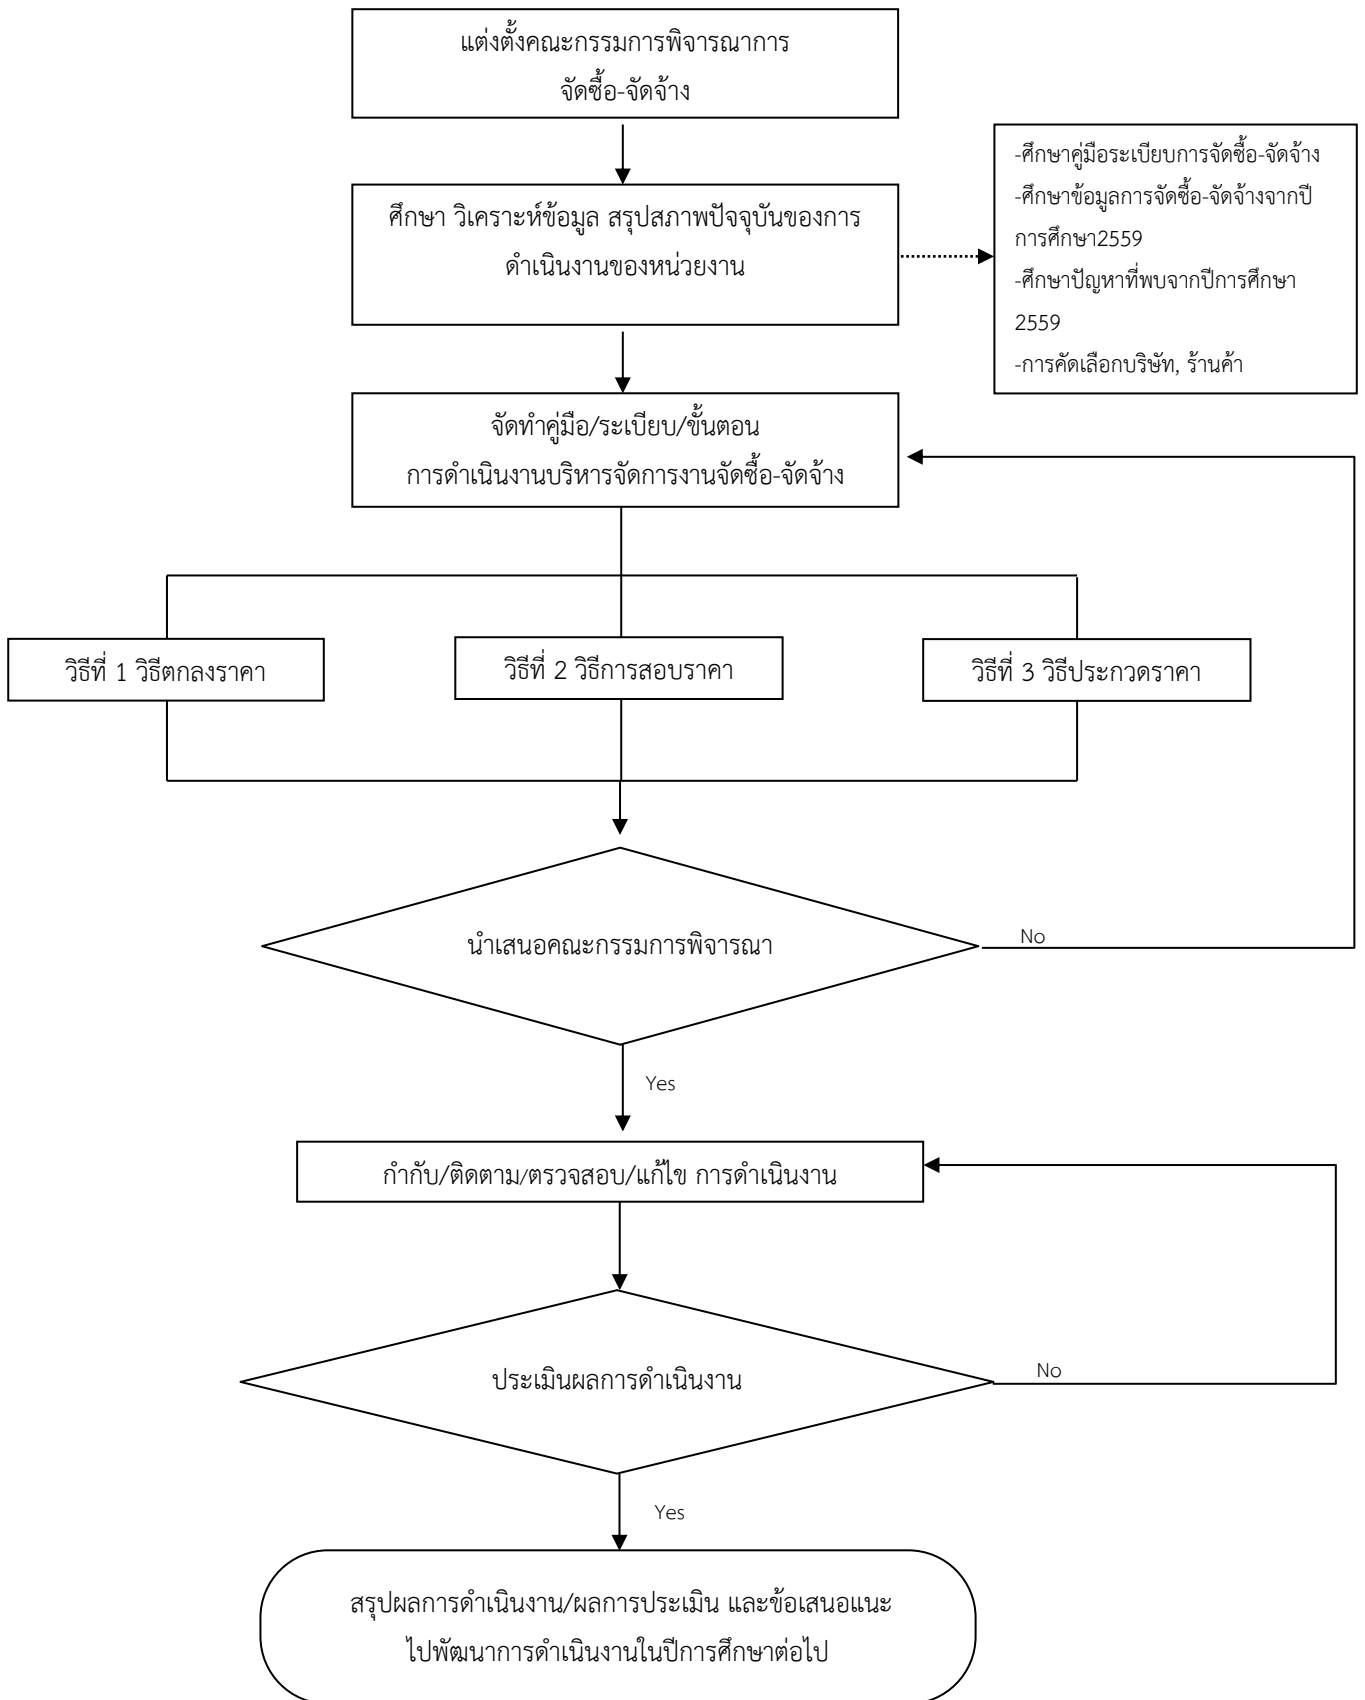 แต่งตั้งคณะกรรมการพิจารณาการ
จัดซื้อ-จัดจ้าง
ศึกษา วิเคราะห์ข้อมูล สรุปสภาพปัจจุบันของการ
ดำเนินงานของหน่วยงาน
-ศึกษาคู่มือระเบียบการจัดซื้อ-จัดจ้าง
-ศึกษาข้อมูลการจัดซื้อ-จัดจ้างจากปี
การศึกษา2559
-ศึกษาปัญหาที่พบจากปีการศึกษา
2559
-การคัดเลือกบริษัท, ร้านค้า
จัดทำคู่มือ/ระเบียบ/ขั้นตอน
การดำเนินงานบริหารจัดการงานจัดซื้อ-จัดจ้าง
วิธีที่ 1 วิธีตกลงราคา
วิธีที่ 2 วิธีการสอบราคา
วิธีที่ 3 วิธีประกวดราคา
นำเสนอคณะกรรมการพิจารณา
No
Yes
กำกับ/ติดตาม/ตรวจสอบ/แก้ไข การดำเนินงาน
ประเมินผลการดำเนินงาน
No
Yes
สรุปผลการดำเนินงาน/ผลการประเมิน และข้อเสนอแนะ
ไปพัฒนาการดำเนินงานในปีการศึกษาต่อไป